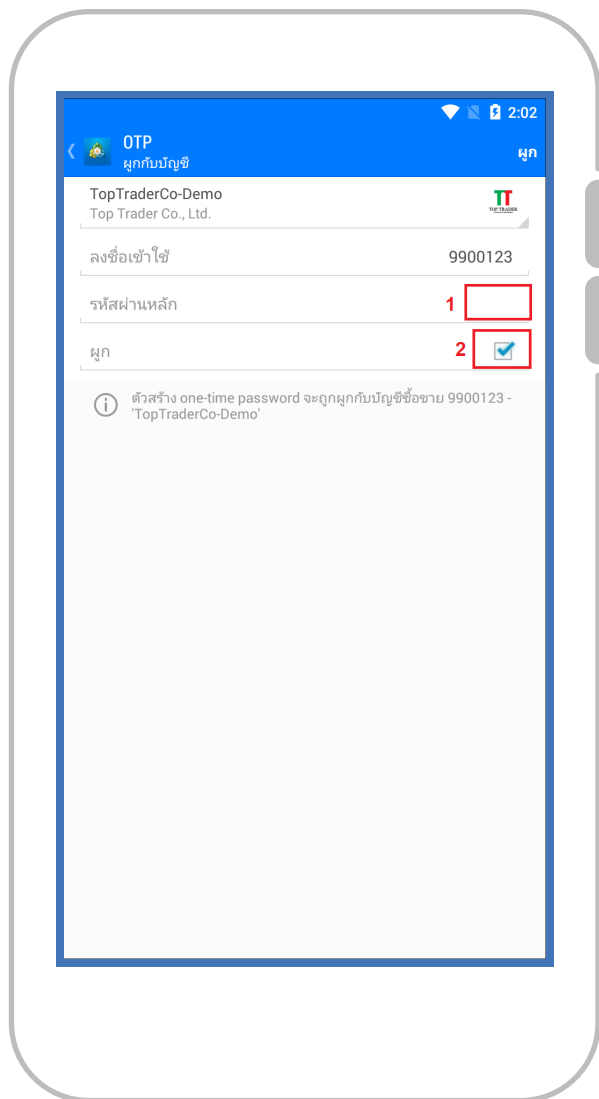 2:02
OTP
ผูกกับบัญชี
ผูก
TopTraderCo-Demo
Top Trader Co., Ltd.
TT
TOP TRADER
ลงชื่อเข้าใช้ 9900123
รหัสผ่านหลัก 1
ผูก 2
ตัวสร้าง one-time password จะถูกผูกกับบัญชีซื้อขาย 9900123 -
'TopTraderCo-Demo'